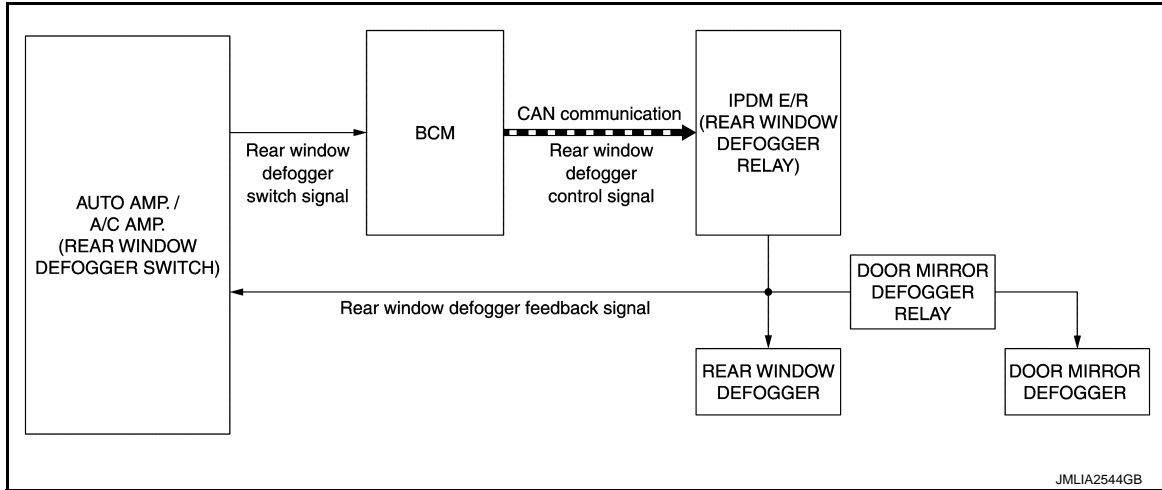 AUTO AMP. /
A/C AMP.
(REAR WINDOW
DEFOGGER SWITCH)
Rear window
defogger
switch signal
BCM
CAN communication
Rear window
defogger
control signal
IPDM E/R
(REAR WINDOW
DEFOGGER
RELAY)
Rear window defogger feedback signal
DOOR MIRROR
DEFOGGER
RELAY
REAR WINDOW
DEFOGGER
DOOR MIRROR
DEFOGGER
JMLIA2544GB